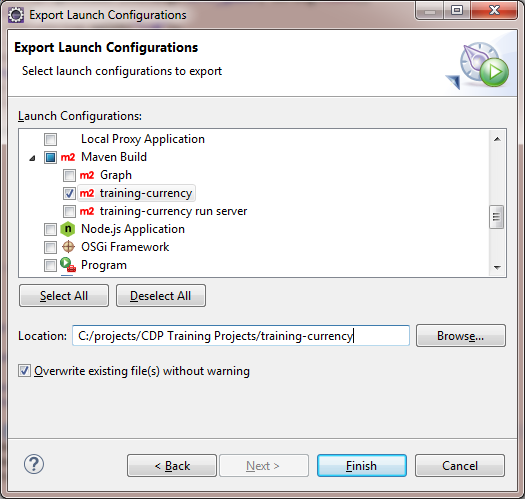 Export Launch Configurations
Export Launch Configurations
Select launch configurations to export
Launch Configurations:
Local Proxy Application
m2 Maven Build
m2 Graph
m2 training-currency
m2 training-currency run server
n Node.js Application
OSGi Framework
Program
Select All Deselect All
Location: C:/projects/CDP Training Projects/training-currency Browse...
Overwrite existing file(s) without warning
? < Back Next > Finish Cancel